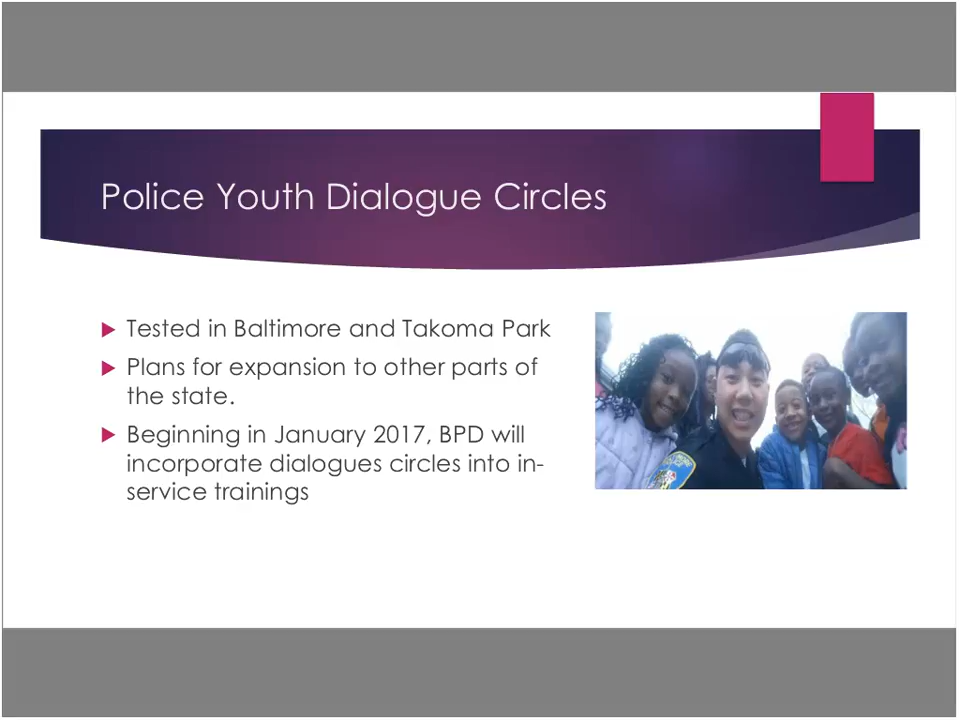 Police Youth Dialogue Circles
Tested in Baltimore and Takoma Park
Plans for expansion to other parts of
the state.
Beginning in January 2017, BPD will
incorporate dialogues circles into in-
service trainings